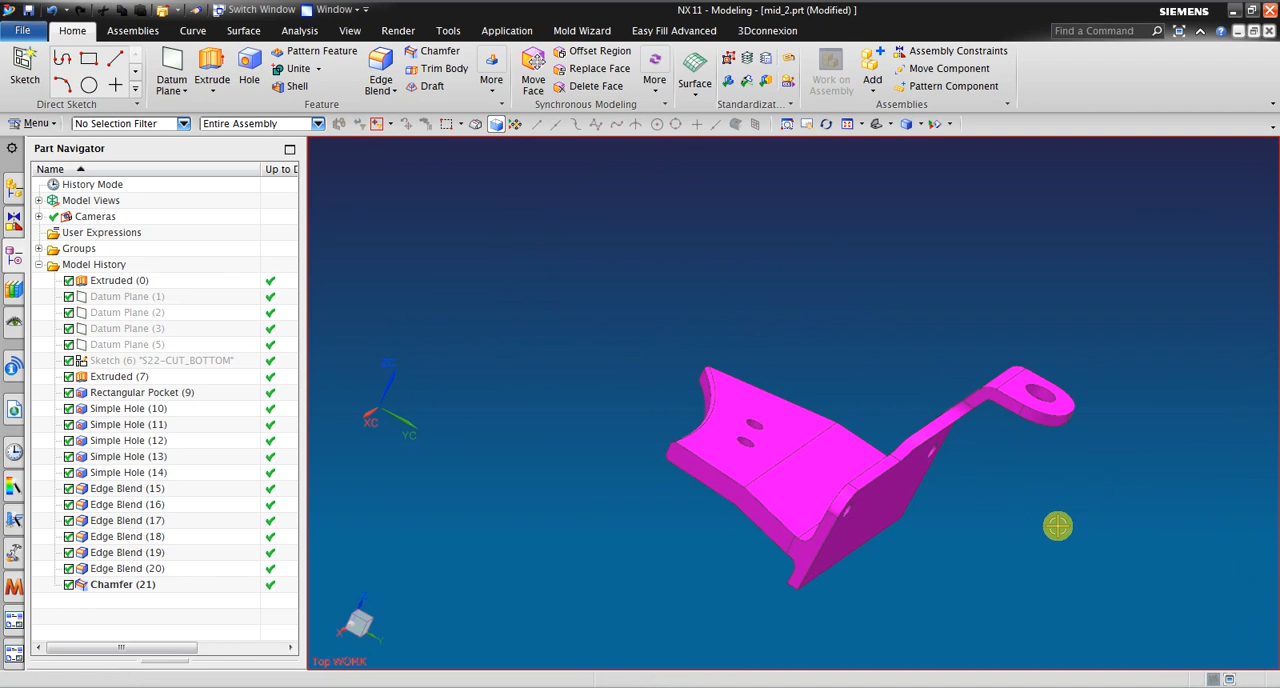 Switch Window Window
NX 11 - Modeling - [mid_2.prt (Modified) ]
SIEMENS
File Home Assemblies Curve Surface Analysis View Render Tools Application Mold Wizard Easy Fill Advanced 3Dconnexion
Find a Command
Sketch
Direct Sketch
Datum Plane
Extrude
Hole
Pattern Feature
Unite
Shell
Feature
Edge Blend
Chamfer
Trim Body
Draft
More
Move Face
Offset Region
Replace Face
Delete Face
Synchronous Modeling
More
Surface
Standardizat...
Work on Assembly
Add
Assembly Constraints
Move Component
Pattern Component
Assemblies
Menu
No Selection Filter
Entire Assembly
Part Navigator
Name Up to D
History Mode
Model Views
Cameras
User Expressions
Groups
Model History
Extruded (0)
Datum Plane (1)
Datum Plane (2)
Datum Plane (3)
Datum Plane (5)
Sketch (6) "S22-CUT_BOTTOM"
Extruded (7)
Rectangular Pocket (9)
Simple Hole (10)
Simple Hole (11)
Simple Hole (12)
Simple Hole (13)
Simple Hole (14)
Edge Blend (15)
Edge Blend (16)
Edge Blend (17)
Edge Blend (18)
Edge Blend (19)
Edge Blend (20)
Chamfer (21)
ZC
XC
YC
Z
X
Y
Top WORK